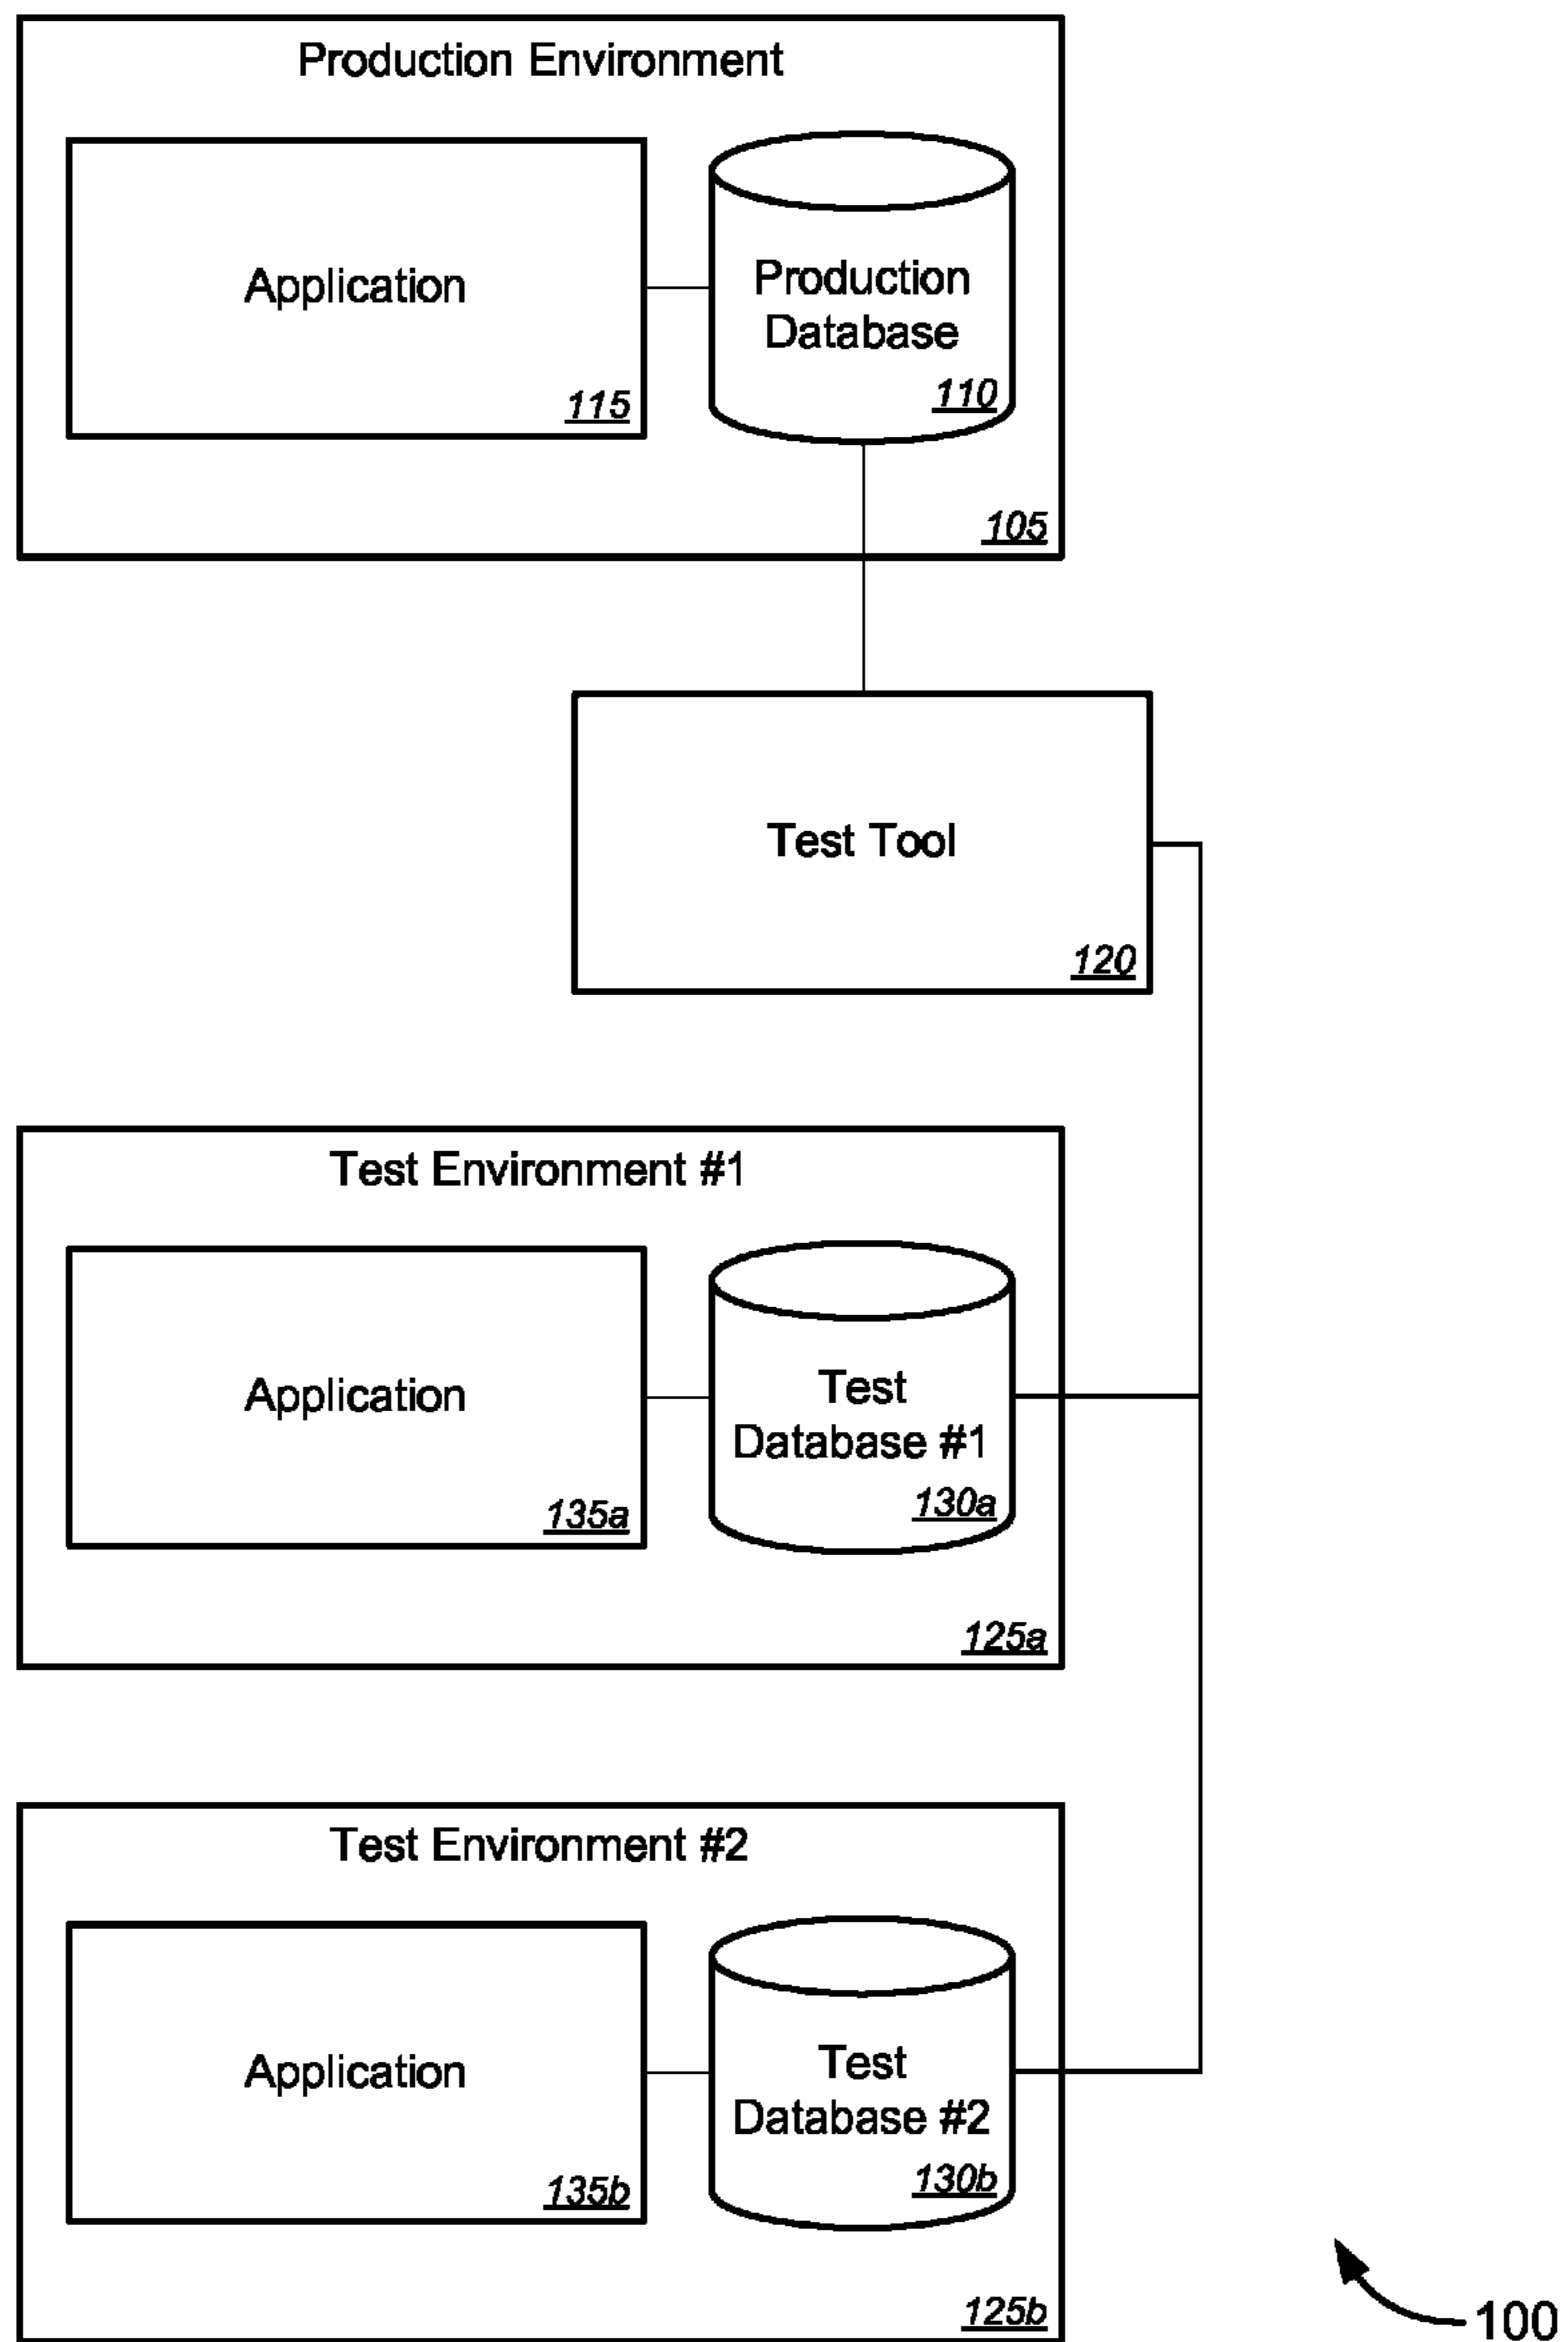 Production Environment
Application
115
Production
Database
110
105
Test Tool
120
Test Environment #1
Application
135a
Test
Database #1
130a
125a
Test Environment #2
Application
135b
Test
Database #2
130b
125b
100